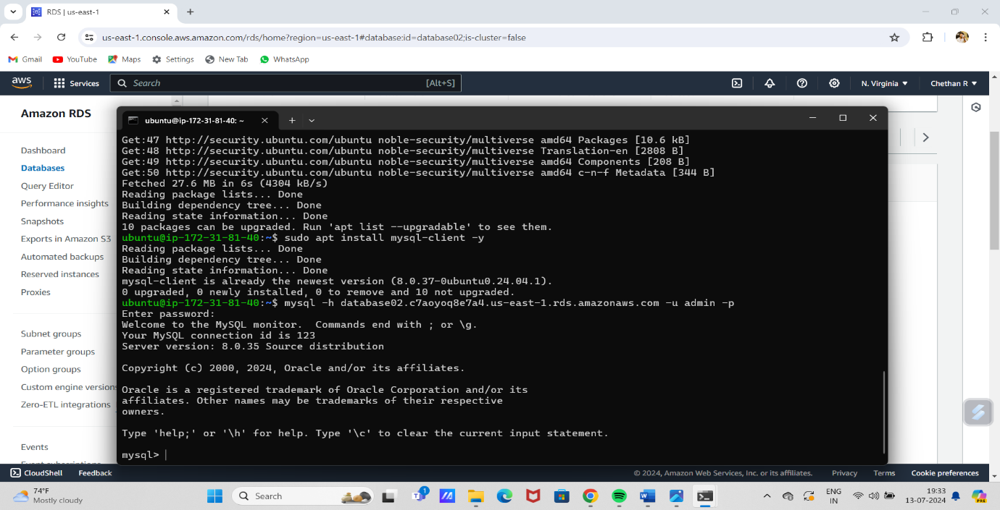 RDS | us-east-1
us-east-1.console.aws.amazon.com/rds/home?region=us-east-1#database:id=database02;is-cluster=false
Gmail YouTube Maps Settings New Tab WhatsApp
aws Services Search [Alt+S] N. Virginia Chethan R
Amazon RDS
Dashboard
Databases
Query Editor
Performance insights
Snapshots
Exports in Amazon S3
Automated backups
Reserved instances
Proxies
Subnet groups
Parameter groups
Option groups
Custom engine versions
Zero-ETL integrations
Events
Event subscriptions
ubuntu@ip-172-31-81-40: ~
Get:47 http://security.ubuntu.com/ubuntu noble-security/multiverse amd64 Packages [10.6 kB]
Get:48 http://security.ubuntu.com/ubuntu noble-security/multiverse Translation-en [2808 B]
Get:49 http://security.ubuntu.com/ubuntu noble-security/multiverse amd64 Components [208 B]
Get:50 http://security.ubuntu.com/ubuntu noble-security/multiverse amd64 c-n-f Metadata [344 B]
Fetched 27.6 MB in 6s (4304 kB/s)
Reading package lists... Done
Building dependency tree... Done
Reading state information... Done
10 packages can be upgraded. Run 'apt list --upgradable' to see them.
ubuntu@ip-172-31-81-40:~$ sudo apt install mysql-client -y
Reading package lists... Done
Building dependency tree... Done
Reading state information... Done
mysql-client is already the newest version (8.0.37-0ubuntu0.24.04.1).
0 upgraded, 0 newly installed, 0 to remove and 10 not upgraded.
ubuntu@ip-172-31-81-40:~$ mysql -h database02.c7aoyoq8e7a4.us-east-1.rds.amazonaws.com -u admin -p
Enter password:
Welcome to the MySQL monitor.  Commands end with ; or \g.
Your MySQL connection id is 123
Server version: 8.0.35 Source distribution
Copyright (c) 2000, 2024, Oracle and/or its affiliates.
Oracle is a registered trademark of Oracle Corporation and/or its
affiliates. Other names may be trademarks of their respective
owners.
Type 'help;' or '\h' for help. Type '\c' to clear the current input statement.
mysql>
CloudShell Feedback © 2024, Amazon Web Services, Inc. or its affiliates. Privacy Terms Cookie preferences
74°F
Mostly cloudy
Search
1
ENG
IN
19:33
13-07-2024
PRE